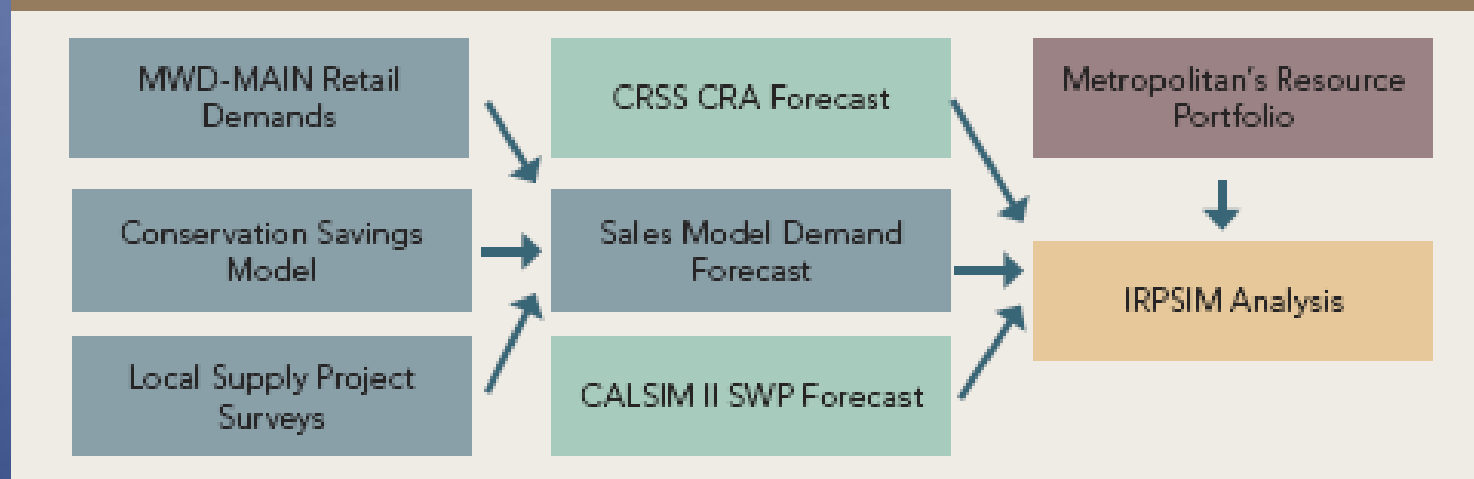 MWD-MAIN Retail
Demands
CRSS CRA Forecast
Metropolitan's Resource
Portfolio
Conservation Savings
Model
Sales Model Demand
Forecast
IRPSIM Analysis
Local Supply Project
Surveys
CALSIM II SWP Forecast